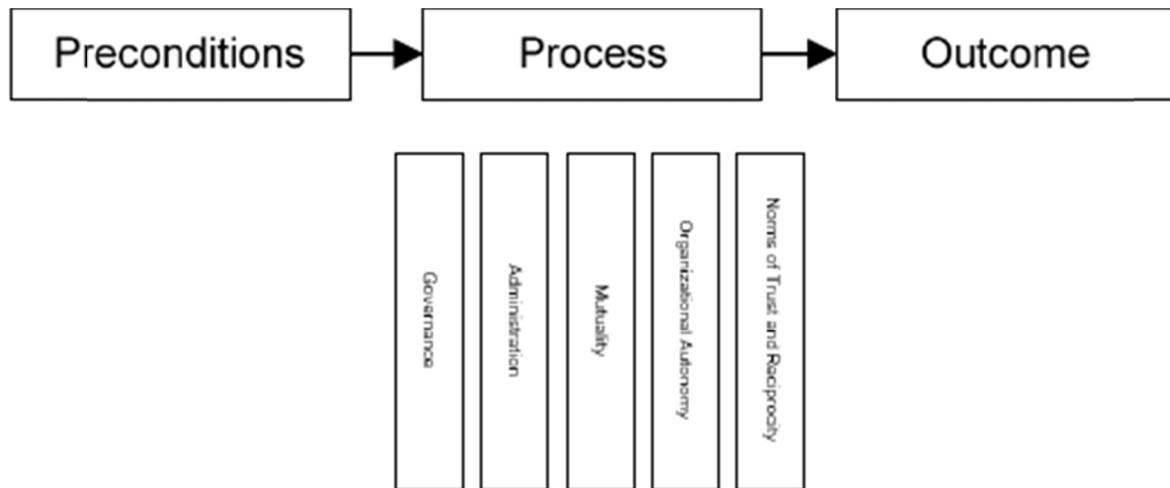 Preconditions
Process
Outcome
Governance
Administration
Mutuality
Organizational Autonomy
Norms of Trust and Reciprocity